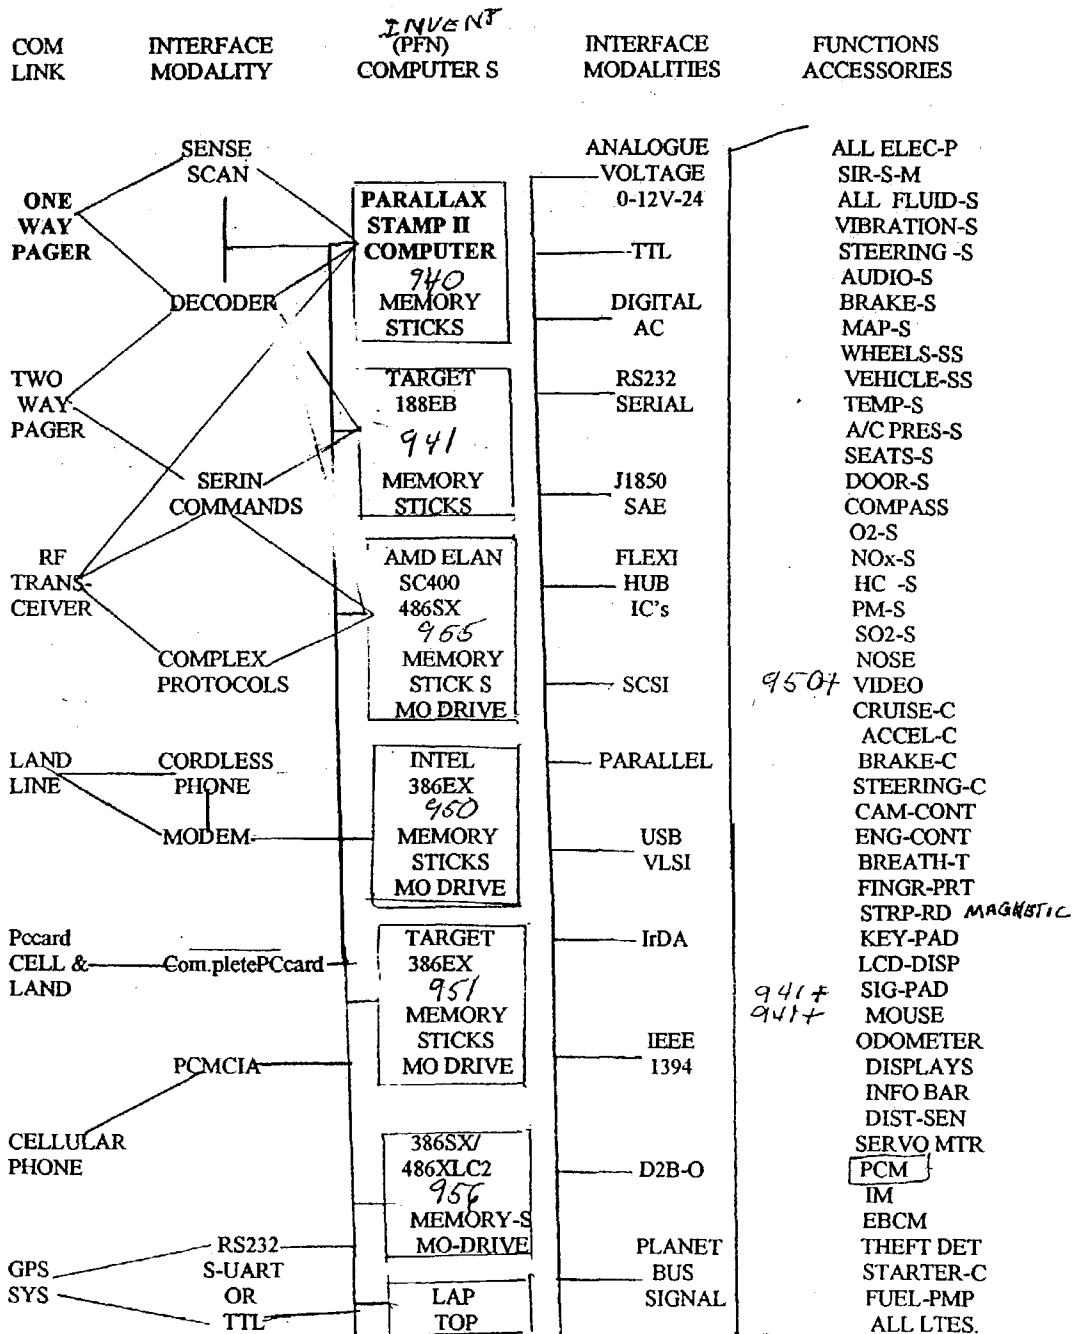 INVENT
COM LINK
INTERFACE MODALITY
(PFN) COMPUTER S
INTERFACE MODALITIES
FUNCTIONS ACCESSORIES
ONE
WAY
PAGER
TWO
WAY
PAGER
RF
TRANS-
CEIVER
LAND
LINE
Pccard
CELL &
LAND
CELLULAR
PHONE
GPS
SYS
SENSE
SCAN
DECODER
SERIN
COMMANDS
COMPLEX
PROTOCOLS
CORDLESS
PHONE
MODEM
Com.pletePCcard
PCMCIA
RS232
S-UART
OR
TTL
PARALLAX
STAMP II
COMPUTER
940
MEMORY
STICKS
TARGET
188EB
941
MEMORY
STICKS
AMD ELAN
SC400
486SX
955
MEMORY
STICK S
MO DRIVE
INTEL
386EX
950
MEMORY
STICKS
MO DRIVE
TARGET
386EX
951
MEMORY
STICKS
MO DRIVE
386SX/
486XLC2
956
MEMORY-S
MO-DRIVE
LAP
TOP
ANALOGUE
VOLTAGE
0-12V-24
TTL
DIGITAL
AC
RS232
SERIAL
J1850
SAE
FLEXI
HUB
IC's
SCSI
PARALLEL
USB
VLSI
IrDA
IEEE
1394
D2B-O
PLANET
BUS
SIGNAL
ALL ELEC-P
SIR-S-M
ALL FLUID-S
VIBRATION-S
STEERING -S
AUDIO-S
BRAKE-S
MAP-S
WHEELS-SS
VEHICLE-SS
TEMP-S
A/C PRES-S
SEATS-S
DOOR-S
COMPASS
O2-S
NOx-S
HC -S
PM-S
SO2-S
NOSE
950+ VIDEO
CRUISE-C
ACCEL-C
BRAKE-C
STEERING-C
CAM-CONT
ENG-CONT
BREATH-T
FINGR-PRT
STRP-RD MAGNETIC
KEY-PAD
LCD-DISP
941+ SIG-PAD
941+ MOUSE
ODOMETER
DISPLAYS
INFO BAR
DIST-SEN
SERVO MTR
PCM
IM
EBCM
THEFT DET
STARTER-C
FUEL-PMP
ALL LTES.